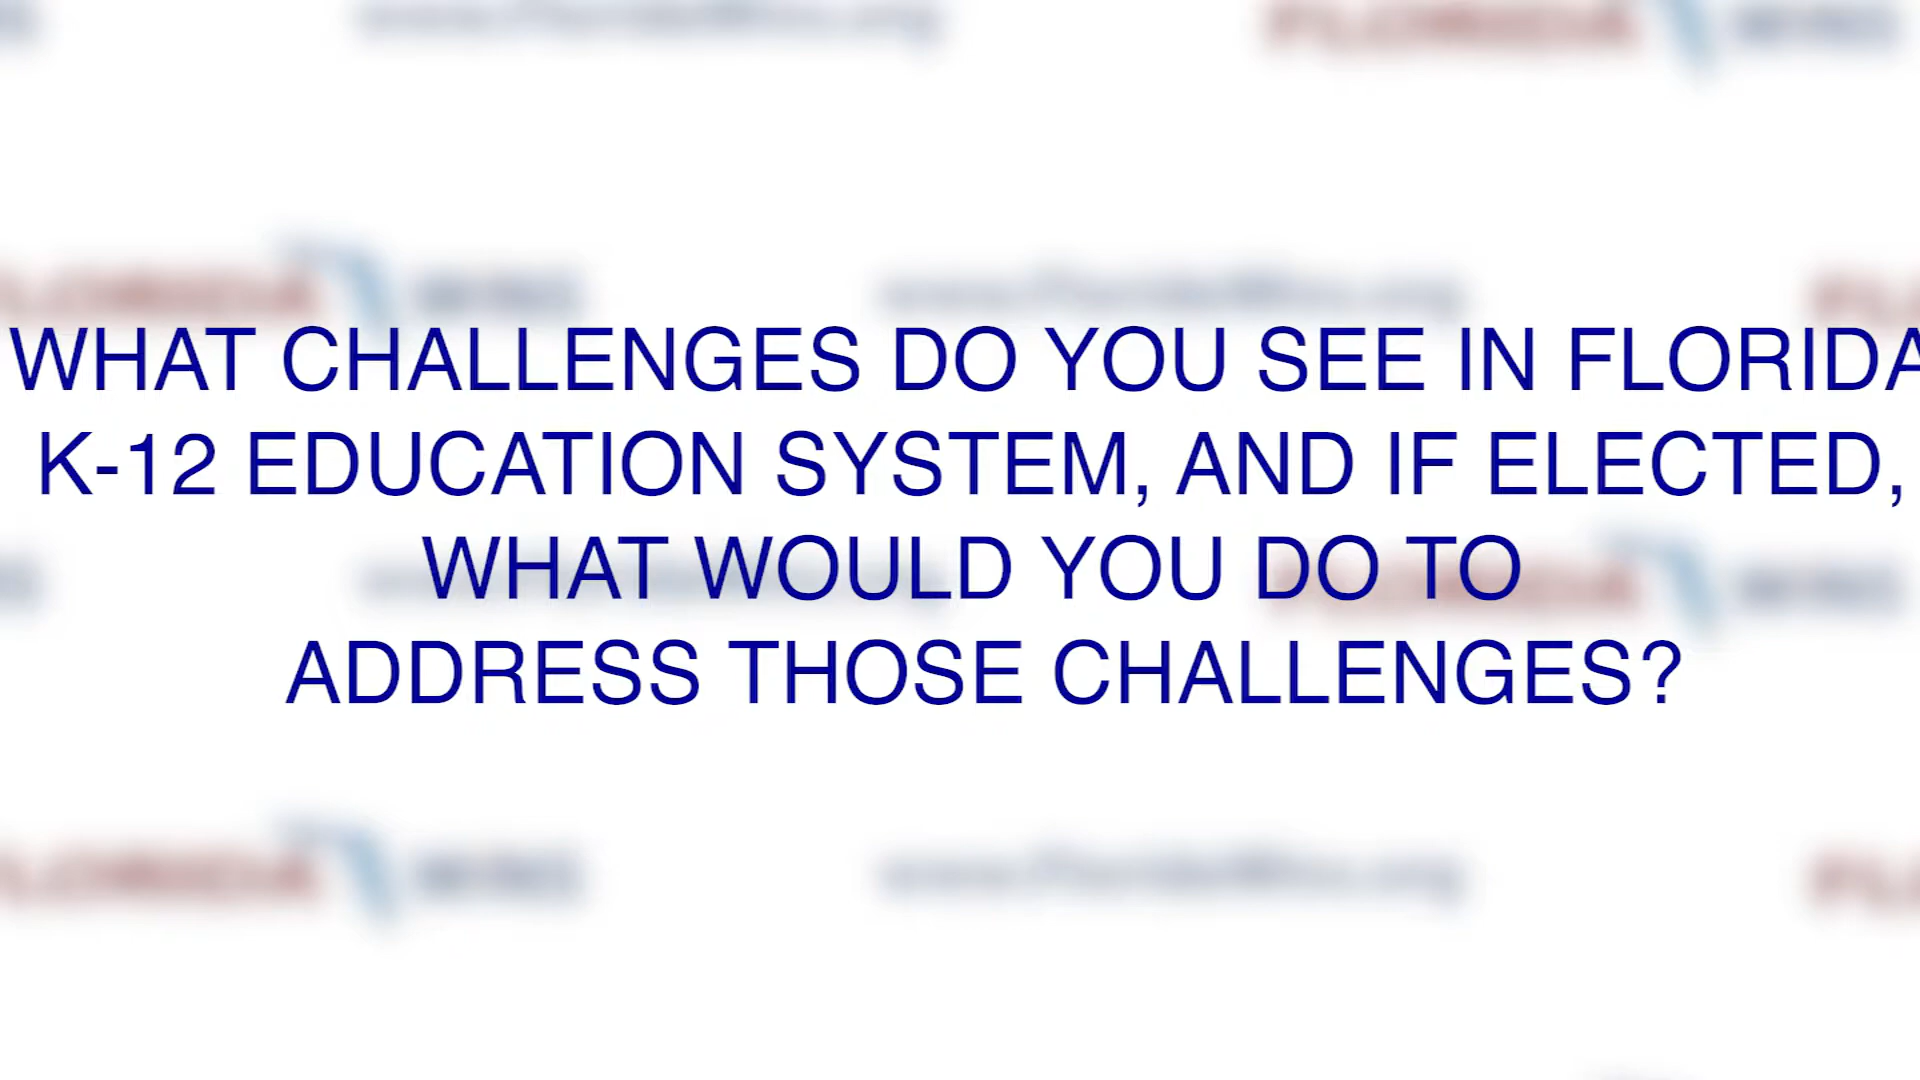 WHAT CHALLENGES DO YOU SEE IN FLORIDA
K-12 EDUCATION SYSTEM, AND IF ELECTED,
WHAT WOULD YOU DO TO
ADDRESS THOSE CHALLENGES?